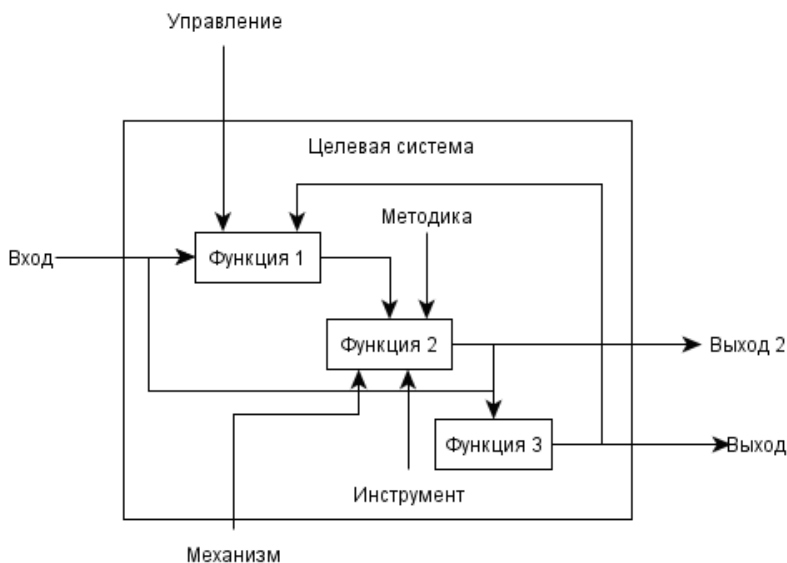 Управление
Целевая система
Методика
Вход
Функция 1
Функция 2
Выход 2
Функция 3
Выход
Инструмент
Механизм